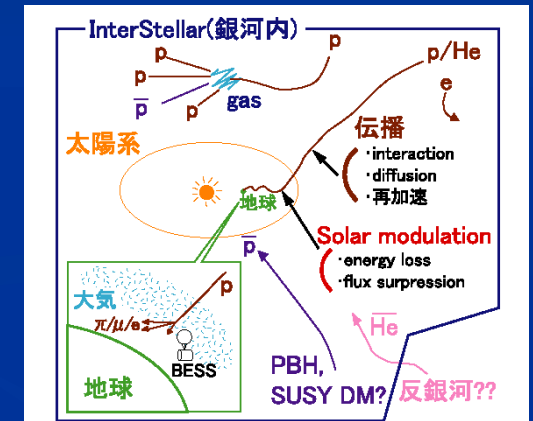 InterStellar(銀河内)
p
p
p
p̅
p
gas
p/He
e
伝播
・interaction
・diffusion
・再加速
太陽系
地球
Solar modulation
・energy loss
・flux surpression
p̅
大気
p
π/μ/e
BESS
地球
H̅e̅
PBH,
SUSY DM?
反銀河??